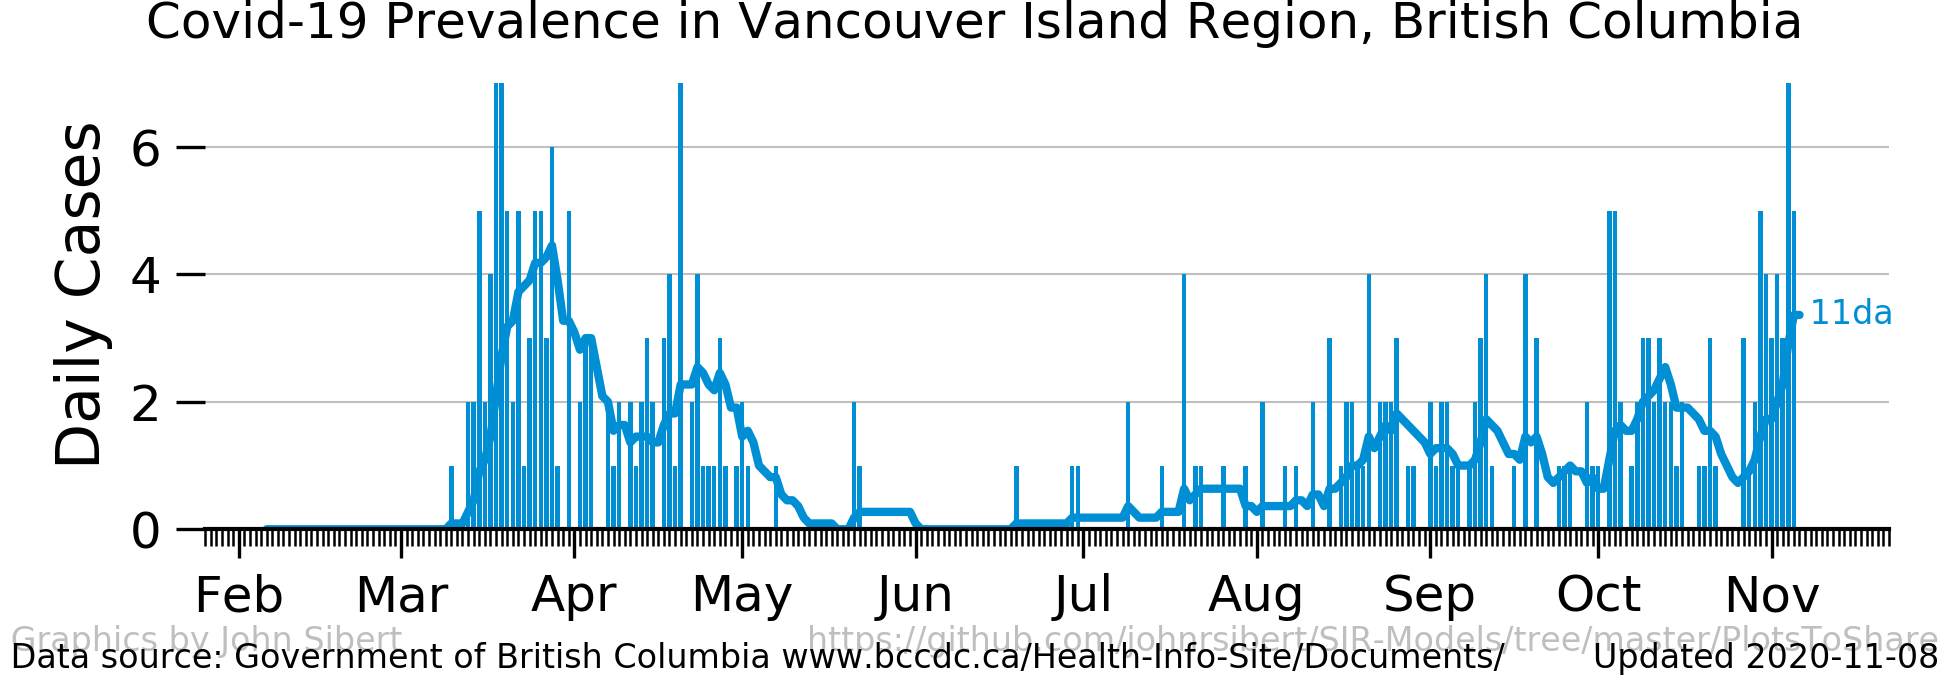 Covid-19 Prevalence in Vancouver Island Region, British Columbia
Daily Cases
6
4
2
0
11da
Feb Mar Apr May Jun Jul Aug Sep Oct Nov
Graphics by John Sibert https://github.com/johnrsibert/SIR-Models/tree/master/PlotsToShare
Data source: Government of British Columbia www.bccdc.ca/Health-Info-Site/Documents/ Updated 2020-11-08